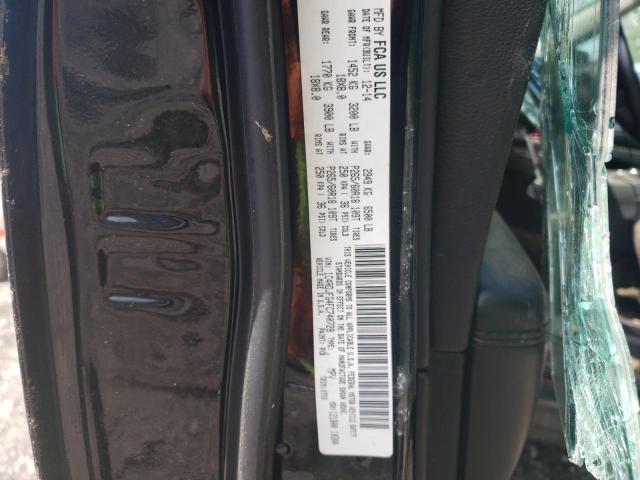 MFD BY FCA US LLC
DATE OF MFR(BUILT): 12-14 GVWR: 2949 KG 6500 LB
GAWR FRONT: 1452 KG 3200 LB P265/60R18 109T TIRES
18X8.0 RIMS AT 250 KPA ( 36 PSI) COLD
GAWR REAR: 1770 KG 3900 LB P265/60R18 109T TIRES
18X8.0 RIMS AT 250 KPA ( 36 PSI) COLD
THIS VEHICLE CONFORMS TO ALL APPLICABLE U.S.A. FEDERAL MOTOR VEHICLE SAFETY
STANDARDS IN EFFECT ON THE DATE OF MANUFACTURE SHOWN ABOVE.
TYPE: MPV
VEHICLE MADE IN U.S.A. PAINT: TRIM: